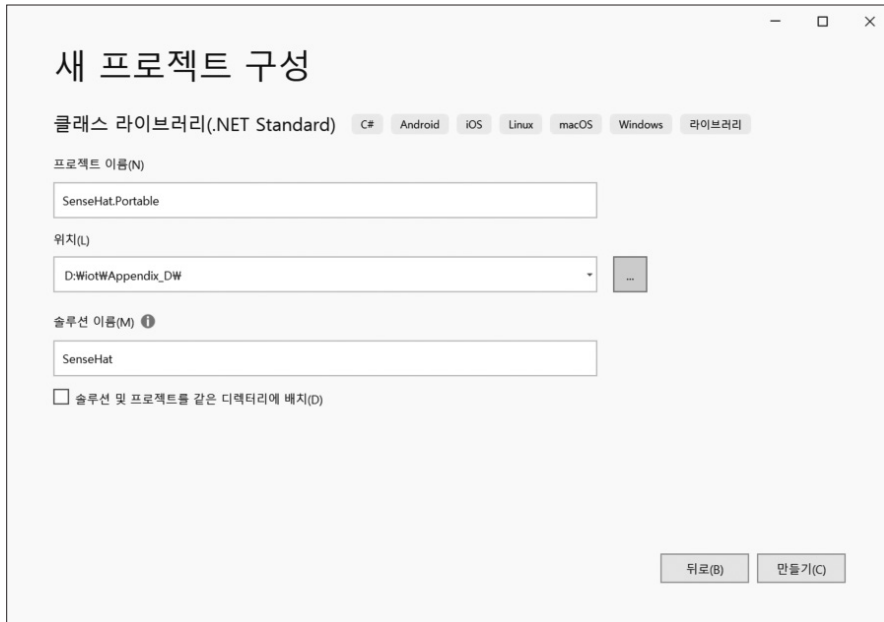 새 프로젝트 구성
클래스 라이브러리(.NET Standard) C# Android iOS Linux macOS Windows 라이브러리
프로젝트 이름(N)
SenseHat.Portable
위치(L)
D:₩iot₩Appendix_D₩ ...
솔루션 이름(M)
SenseHat
솔루션 및 프로젝트를 같은 디렉터리에 배치(D)
뒤로(B) 만들기(C)